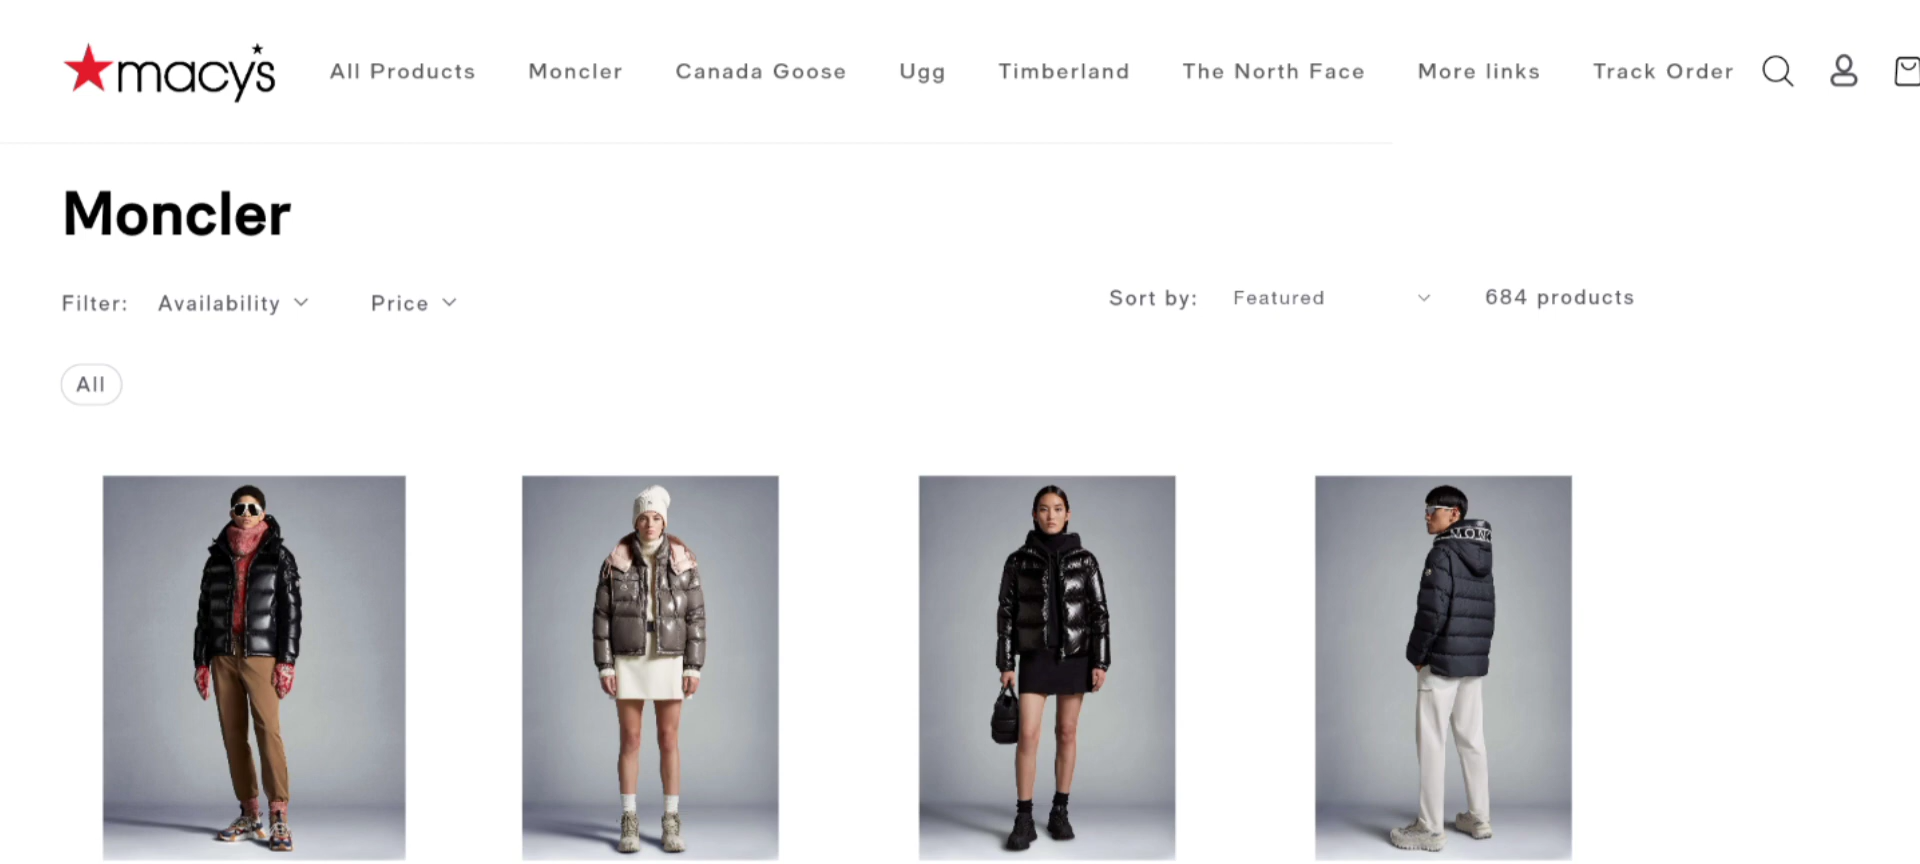 macy's All Products Moncler Canada Goose Ugg Timberland The North Face More links Track Order
Moncler
Filter: Availability Price Sort by: Featured 684 products
All